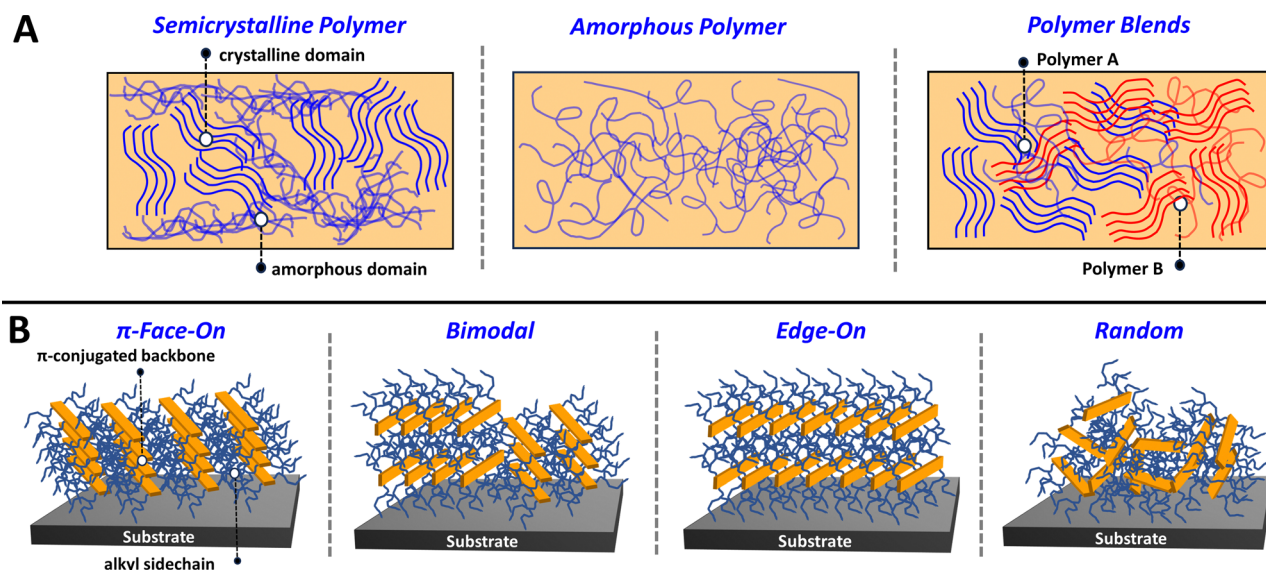 A
Semicrystalline Polymer
crystalline domain
amorphous domain
Amorphous Polymer
Polymer Blends
Polymer A
Polymer B
B
π-Face-On
π-conjugated backbone
Substrate
alkyl sidechain
Bimodal
Substrate
Edge-On
Substrate
Random
Substrate